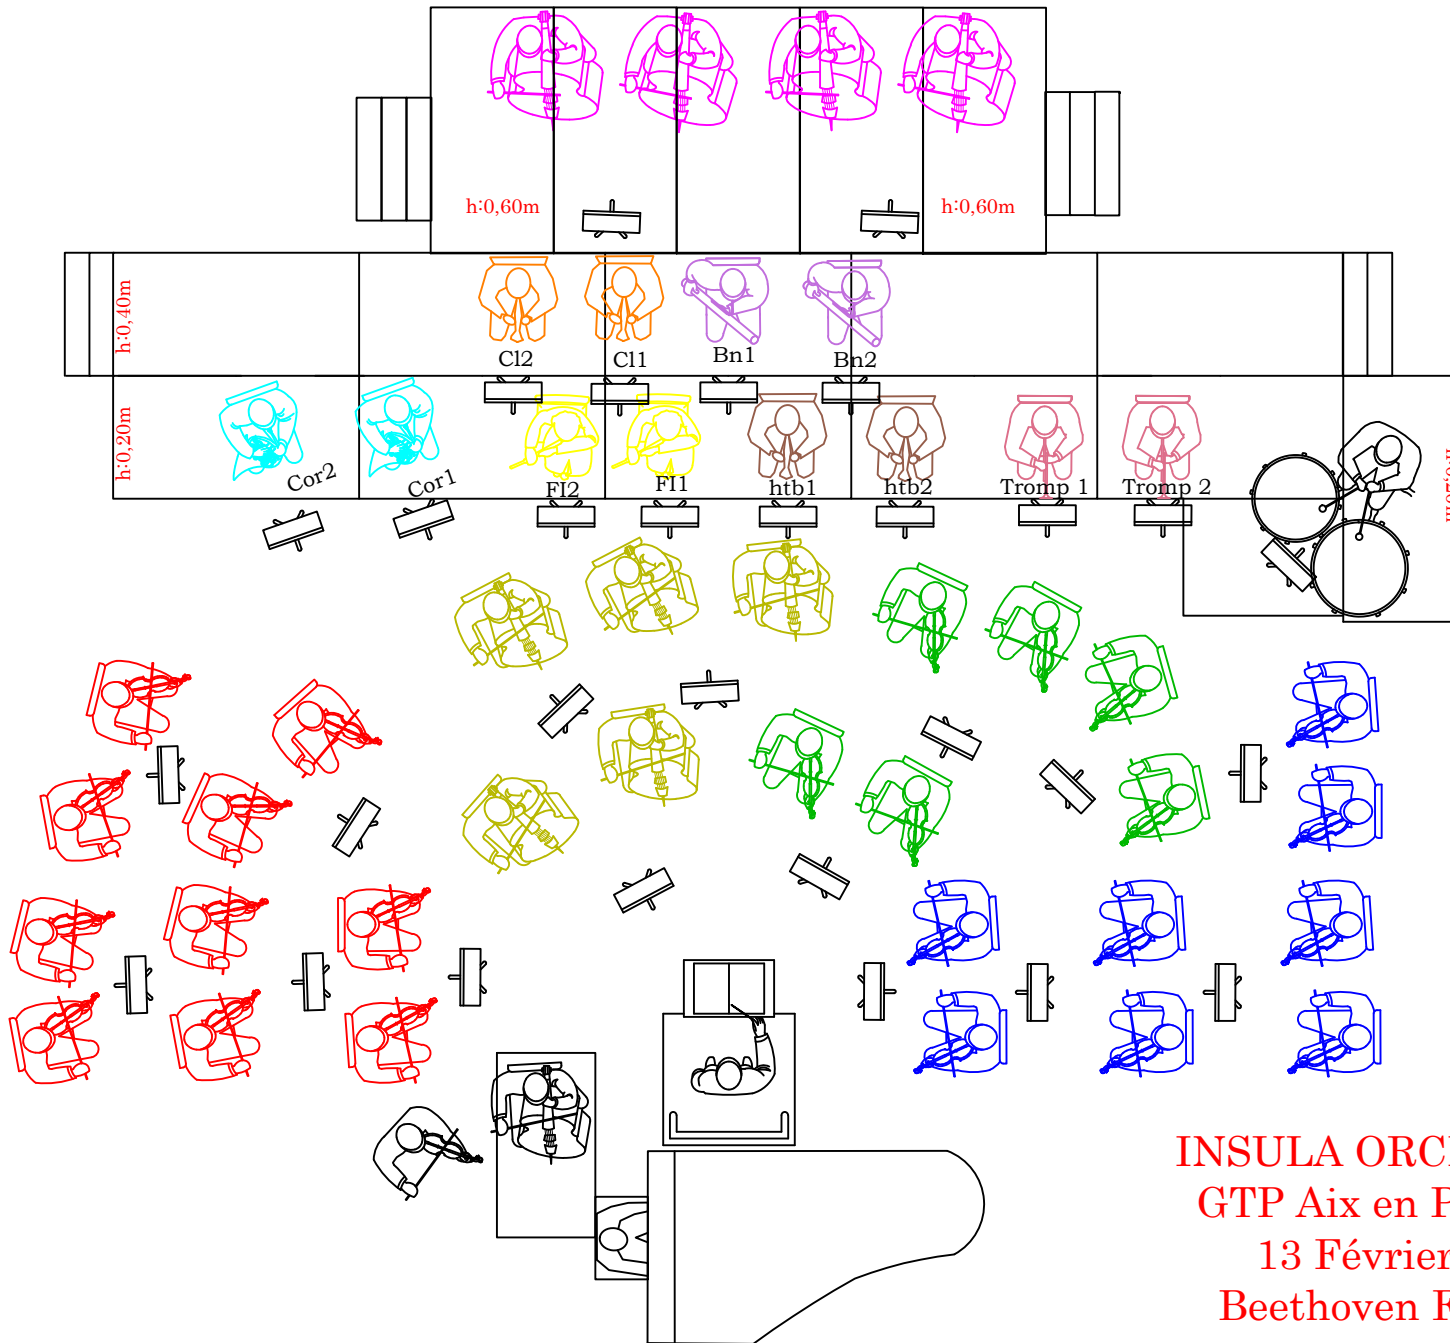 h:0,60m
h:0,60m
h:0,40m
Cl2
Cl1
Bn1
Bn2
h:0,20m
Cor2
Cor1
Fl2
Fl1
htb1
htb2
Tromp 1
Tromp 2
INSULA ORC
GTP Aix en P
13 Février
Beethoven